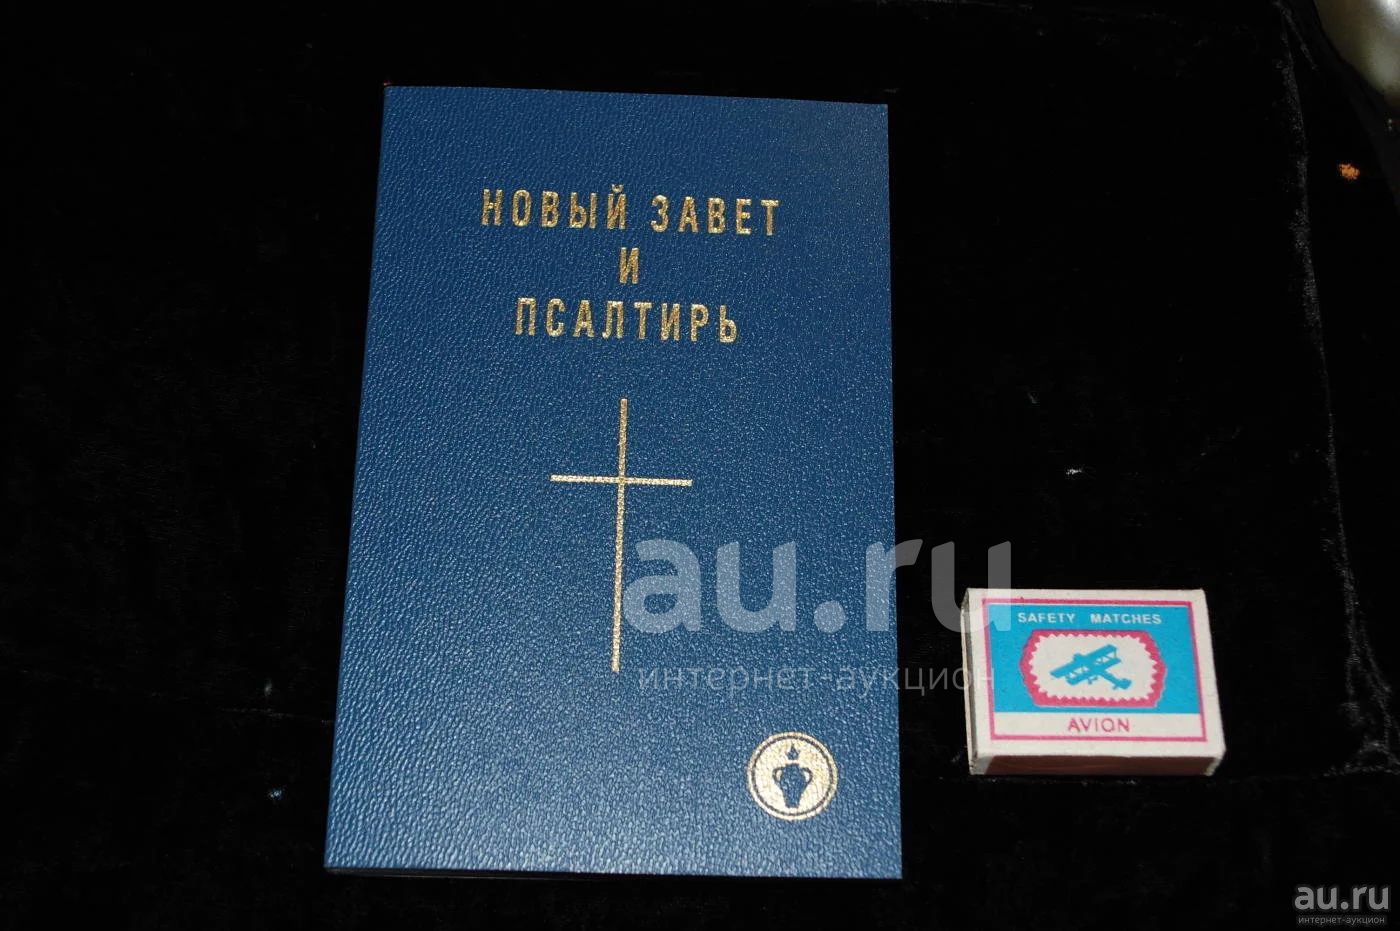 НОВЫЙ ЗАВЕТ
И
ПСАЛТИРЬ
au.ru
интернет-аукцион
SAFETY MATCHES
AVION
au.ru
интернет-аукцион